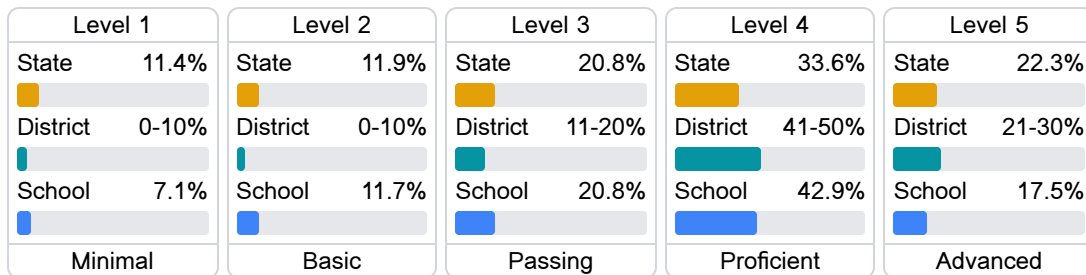 Level 1
State 11.4%
District 0-10%
School 7.1%
Minimal
Level 2
State 11.9%
District 0-10%
School 11.7%
Basic
Level 3
State 20.8%
District 11-20%
School 20.8%
Passing
Level 4
State 33.6%
District 41-50%
School 42.9%
Proficient
Level 5
State 22.3%
District 21-30%
School 17.5%
Advanced